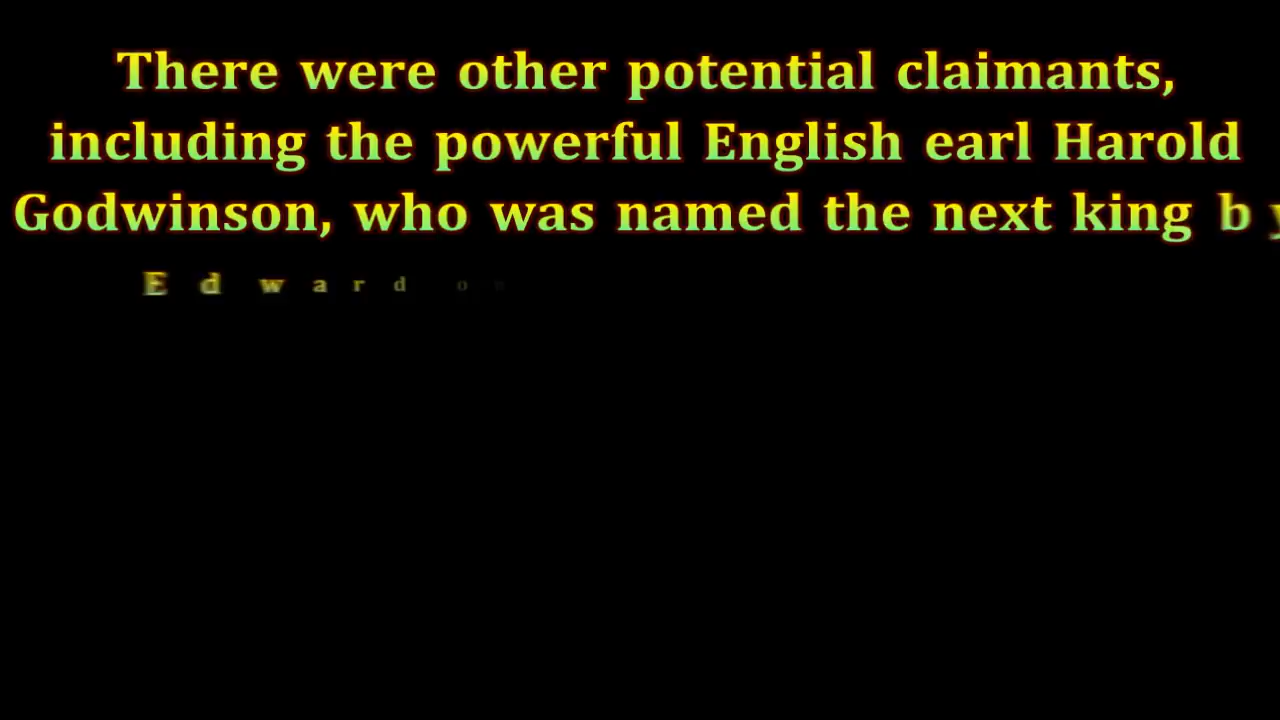 There were other potential claimants,
including the powerful English earl Harold
Godwinson, who was named the next king by
Edward